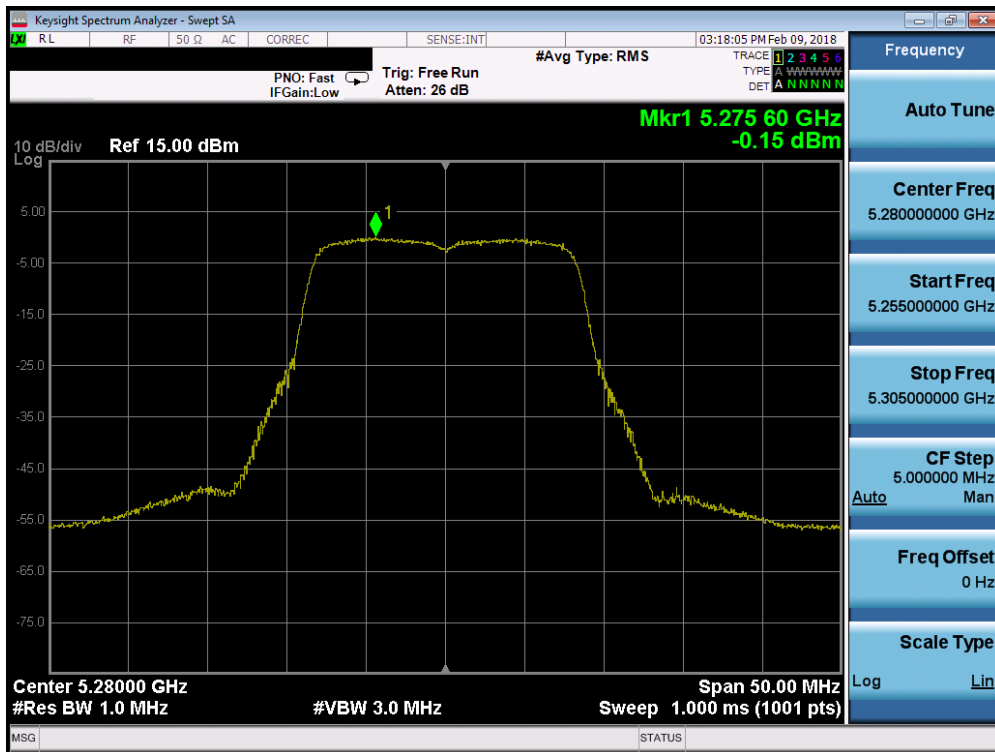 Keysight Spectrum Analyzer - Swept SA
LXI RL RF 50 Ω AC CORREC SENSE:INT 03:18:05 PM Feb 09, 2018
Frequency
#Avg Type: RMS TRACE 1 2 3 4 5 6
PNO: Fast Trig: Free Run TYPE A WWWWW
IFGain:Low Atten: 26 dB DET A N N N N N
Auto Tune
Mkr1 5.275 60 GHz
-0.15 dBm
10 dB/div Ref 15.00 dBm
Log
Center Freq
5.280000000 GHz
1
5.00
-5.00
Start Freq
5.255000000 GHz
-15.0
-25.0
Stop Freq
5.305000000 GHz
-35.0
-45.0
CF Step
5.000000 MHz
Auto Man
-55.0
Freq Offset
0 Hz
-65.0
-75.0
Scale Type
Log Lin
Center 5.28000 GHz Span 50.00 MHz
#Res BW 1.0 MHz #VBW 3.0 MHz Sweep 1.000 ms (1001 pts)
MSG STATUS